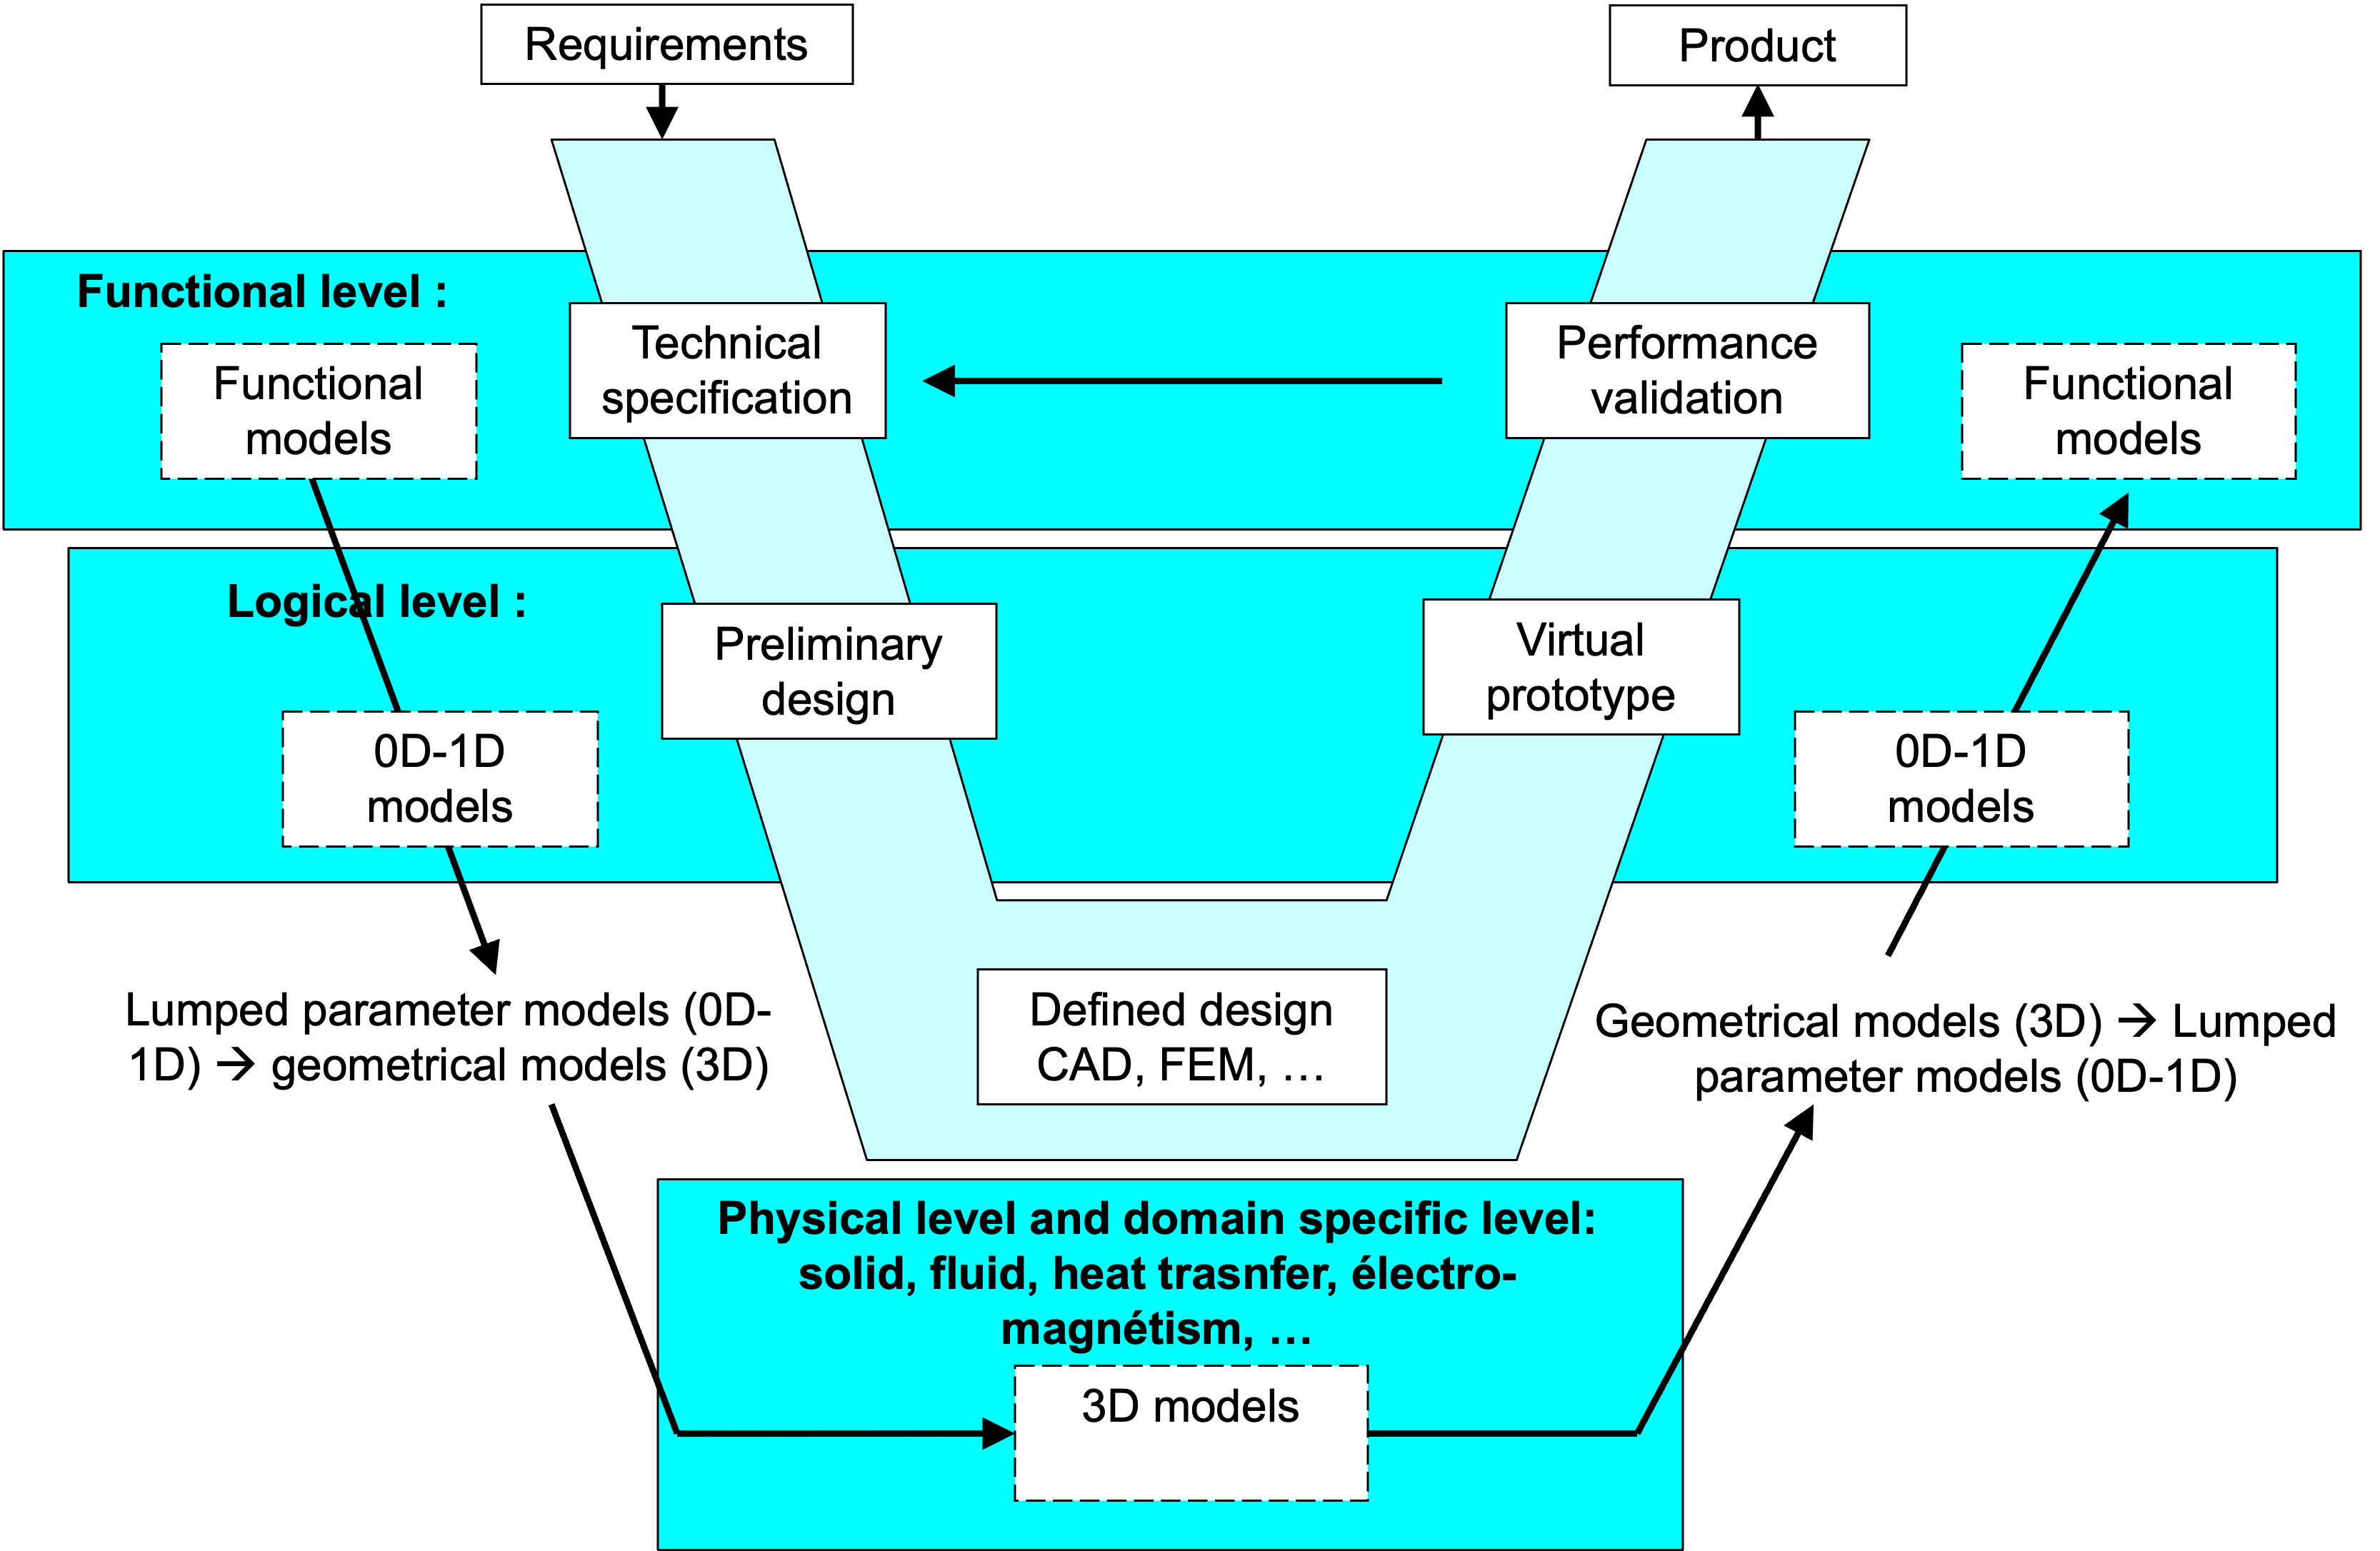 Requirements
Product
Functional level :
Functional
models
Technical
specification
Performance
validation
Functional
models
Logical level :
Preliminary
design
Virtual
prototype
0D-1D
models
0D-1D
models
Lumped parameter models (0D-
1D) → geometrical models (3D)
Defined design
CAD, FEM, …
Geometrical models (3D) → Lumped
parameter models (0D-1D)
Physical level and domain specific level:
solid, fluid, heat trasnfer, électro-
magnétism, …
3D models